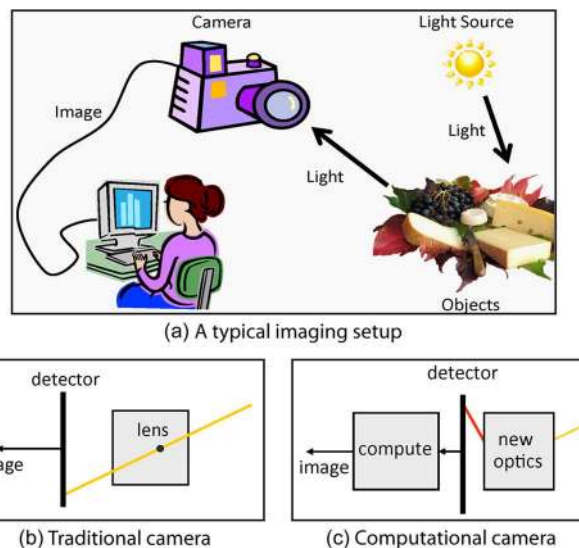 Camera
Light Source
Image
Light
Light
Objects
(a) A typical imaging setup
detector
lens
age
(b) Traditional camera
detector
compute
new
optics
image
(c) Computational camera